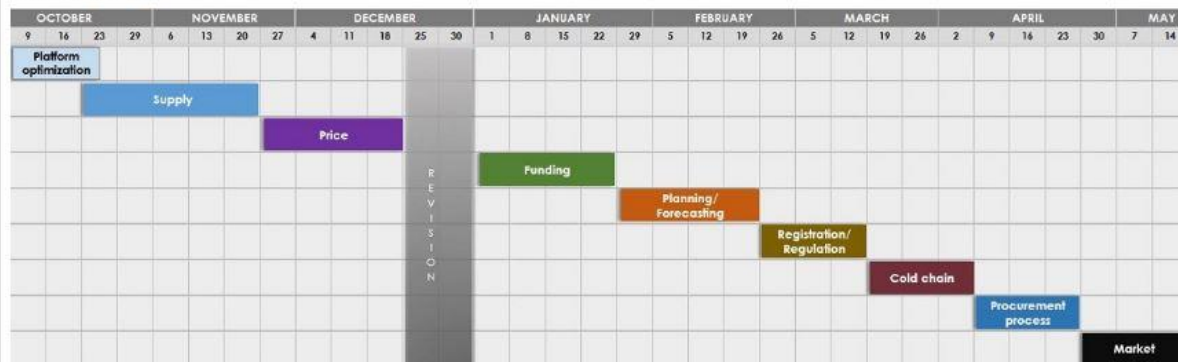 OCTOBER NOVEMBER DECEMBER JANUARY FEBRUARY MARCH APRIL MAY
9 16 23 29 6 13 20 27 4 11 18 25 30 1 8 15 22 29 5 12 19 26 5 12 19 26 2 9 16 23 30 7 14
Platform
optimization
Supply
Price
REVISION
Funding
Planning/
Forecasting
Registration/
Regulation
Cold chain
Procurement
process
Market